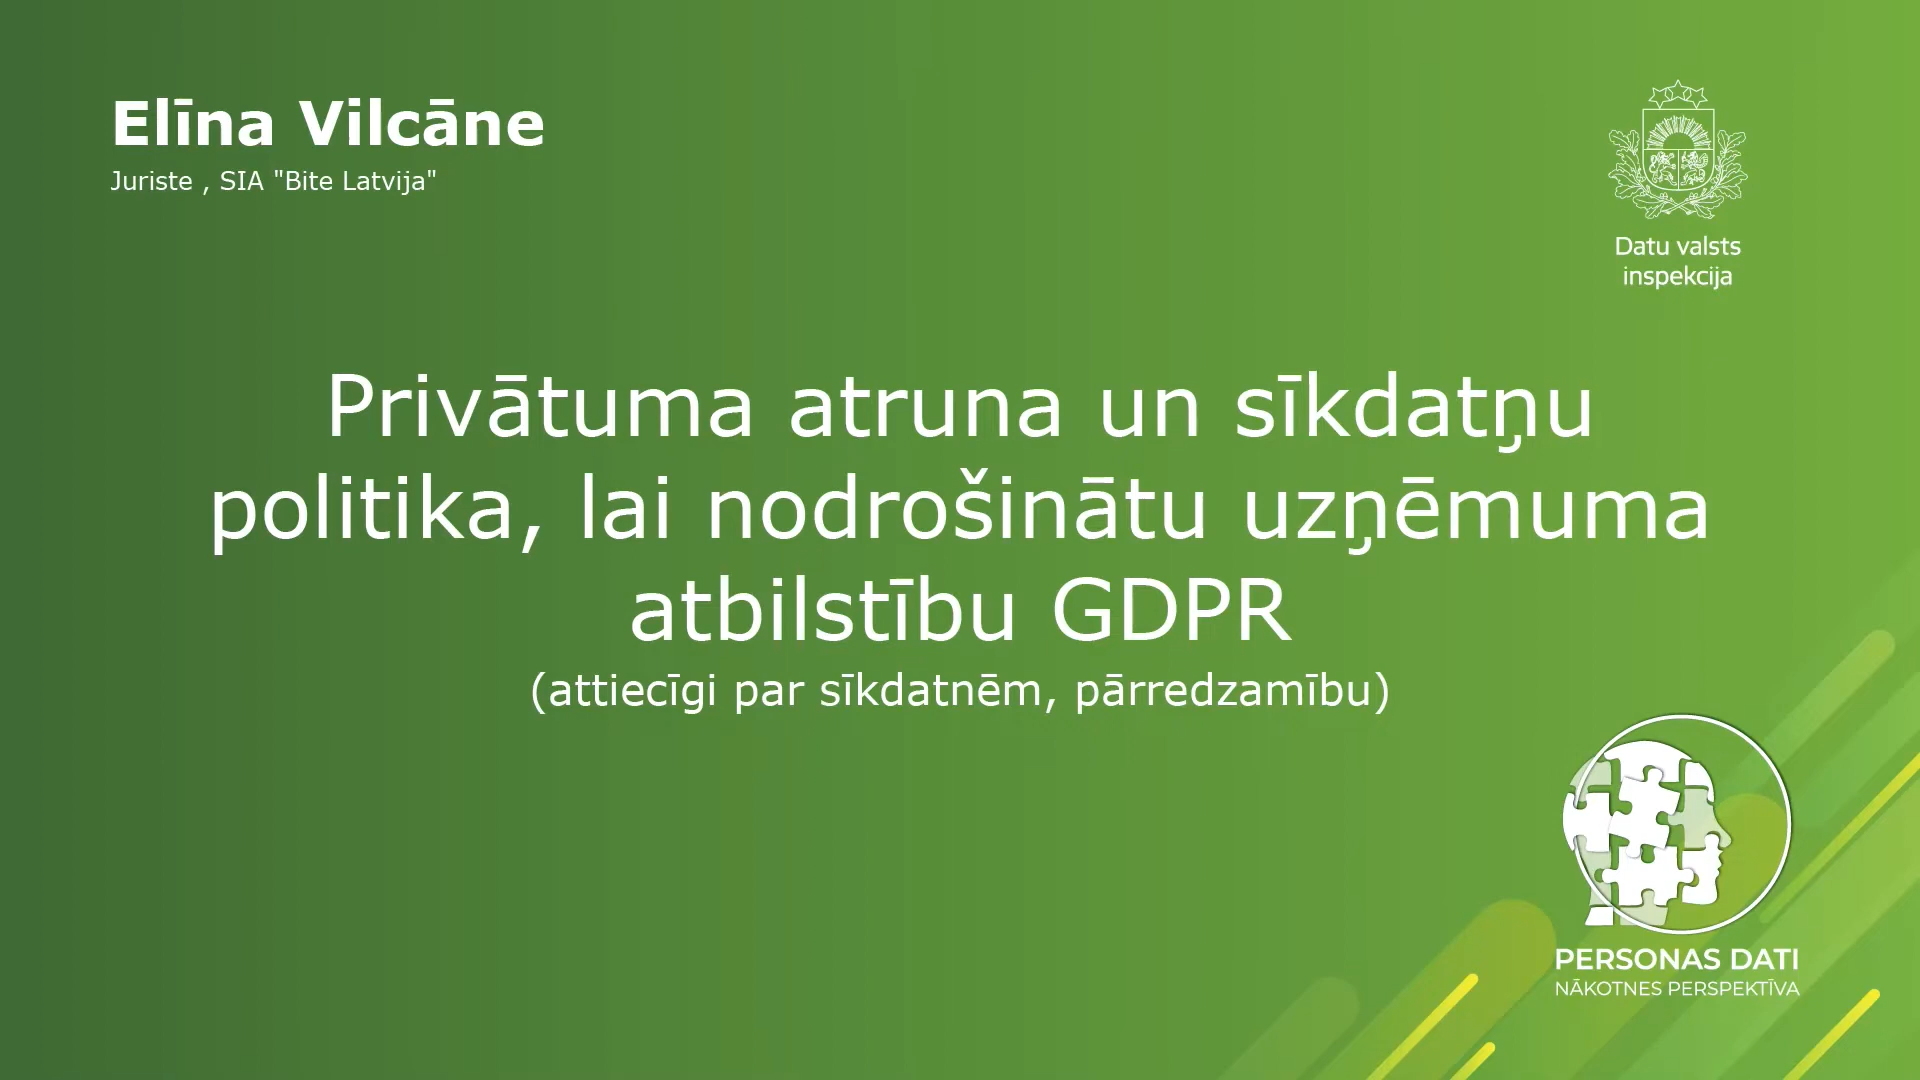 Elīna Vilcāne
Juriste , SIA "Bite Latvija"
Datu valsts
inspekcija
Privātuma atruna un sīkdatņu
politika, lai nodrošinātu uzņēmuma
atbilstību GDPR
(attiecīgi par sīkdatnēm, pārredzamību)
PERSONAS DATI
NĀKOTNES PERSPEKTĪVA